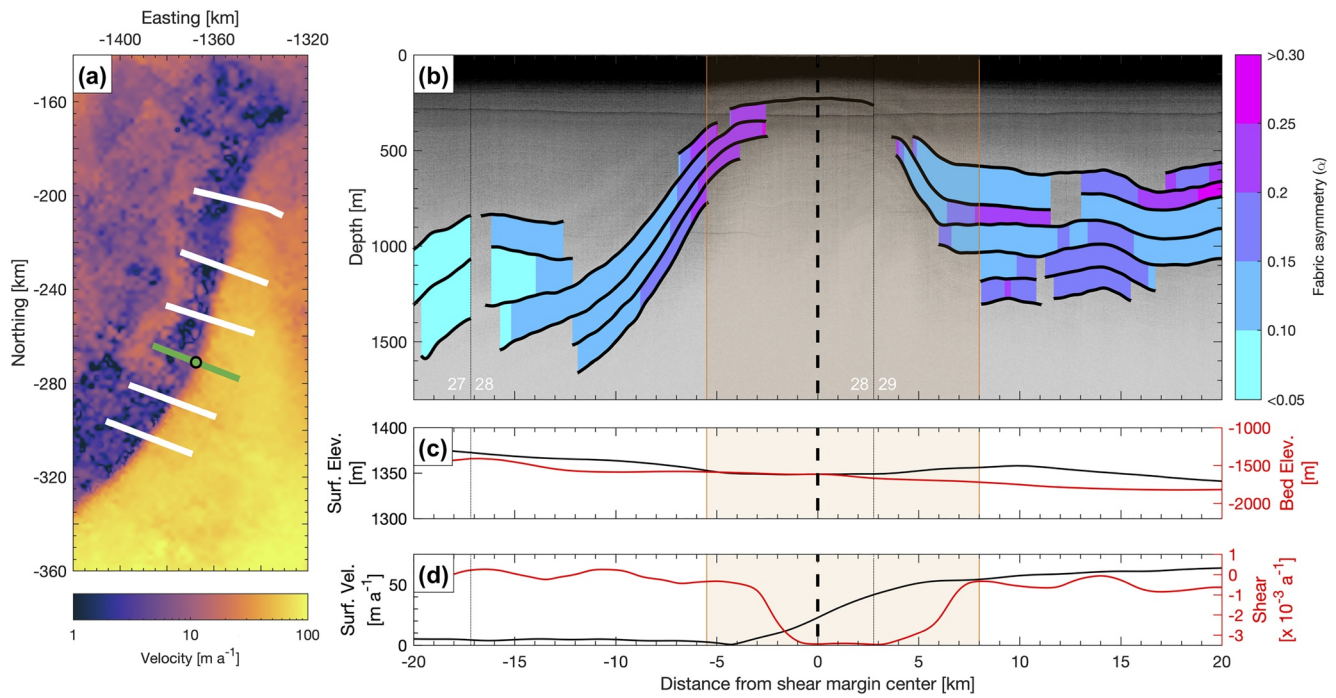 Easting [km]
-1400 -1360 -1320
(a)
Northing [km]
-160
-200
-240
-280
-320
-360
1 10 100
Velocity [m a-1]
(b)
Depth [m]
0
500
1000
1500
27 28
28 29
>0.30
0.25
0.2
0.15
0.10
<0.05
Fabric asymmetry (α)
(c)
Surf. Elev.
[m]
1400
1350
1300
-1000
-1500
-2000
Bed Elev.
[m]
(d)
Surf. Vel.
[m a-1]
50
0
1
0
-1
-2
-3
Shear
[x 10-3 a-1]
-20 -15 -10 -5 0 5 10 15 20
Distance from shear margin center [km]